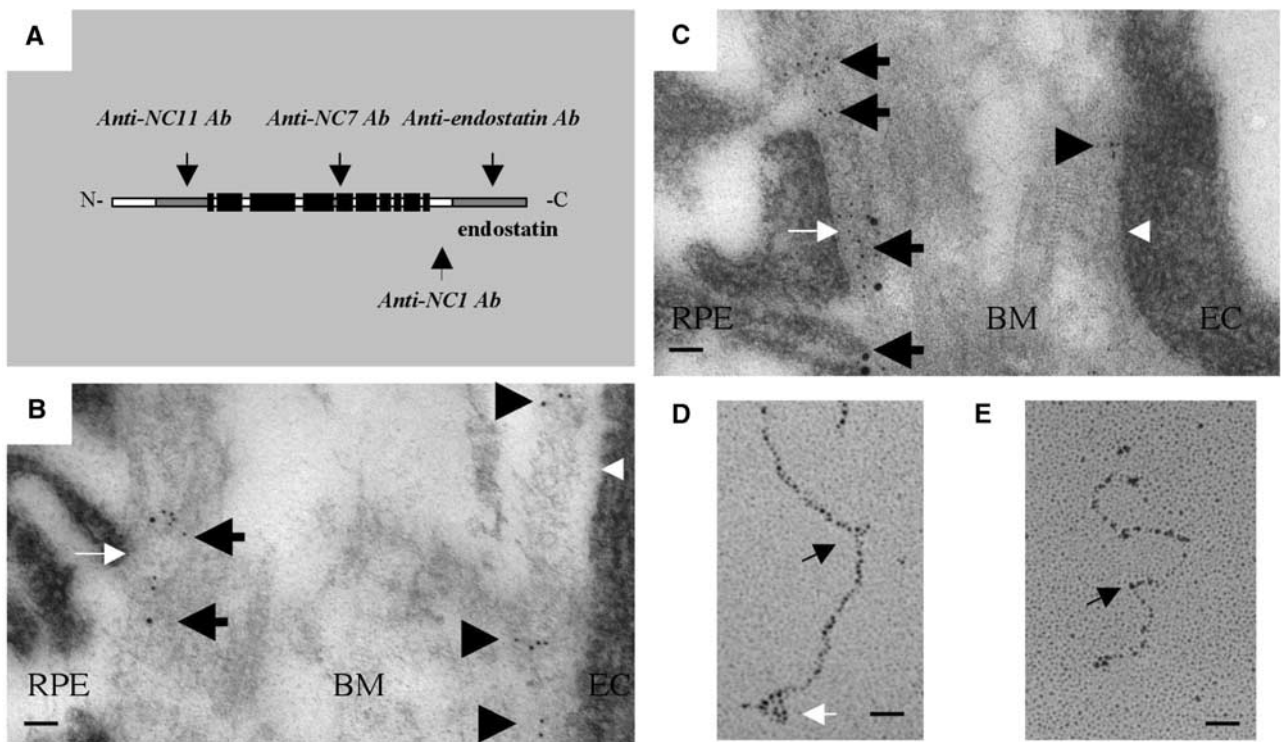 A
Anti-NC11 Ab
Anti-NC7 Ab
Anti-endostatin Ab
N-
-C
endostatin
Anti-NC1 Ab
B
RPE
BM
EC
C
RPE
BM
EC
D
E